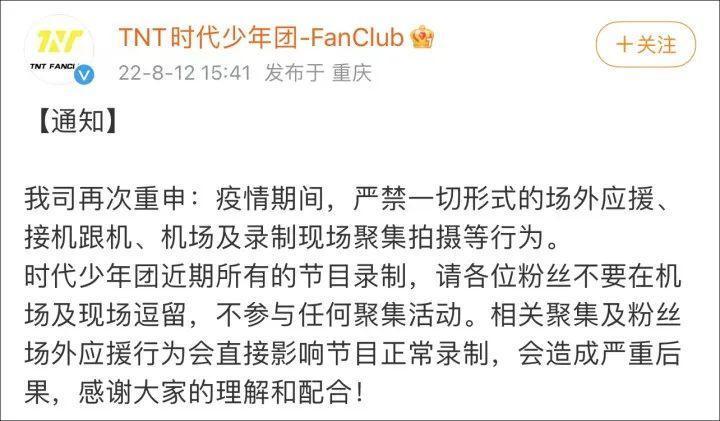 TNT
TNT FANCL
TNT时代少年团-FanClub
+关注
22-8-12 15:41 发布于 重庆
【通知】
我司再次重申：疫情期间，严禁一切形式的场外应援、
接机跟机、机场及录制现场聚集拍摄等行为。
时代少年团近期所有的节目录制，请各位粉丝不要在机
场及现场逗留，不参与任何聚集活动。相关聚集及粉丝
场外应援行为会直接影响节目正常录制，会造成严重后
果，感谢大家的理解和配合！